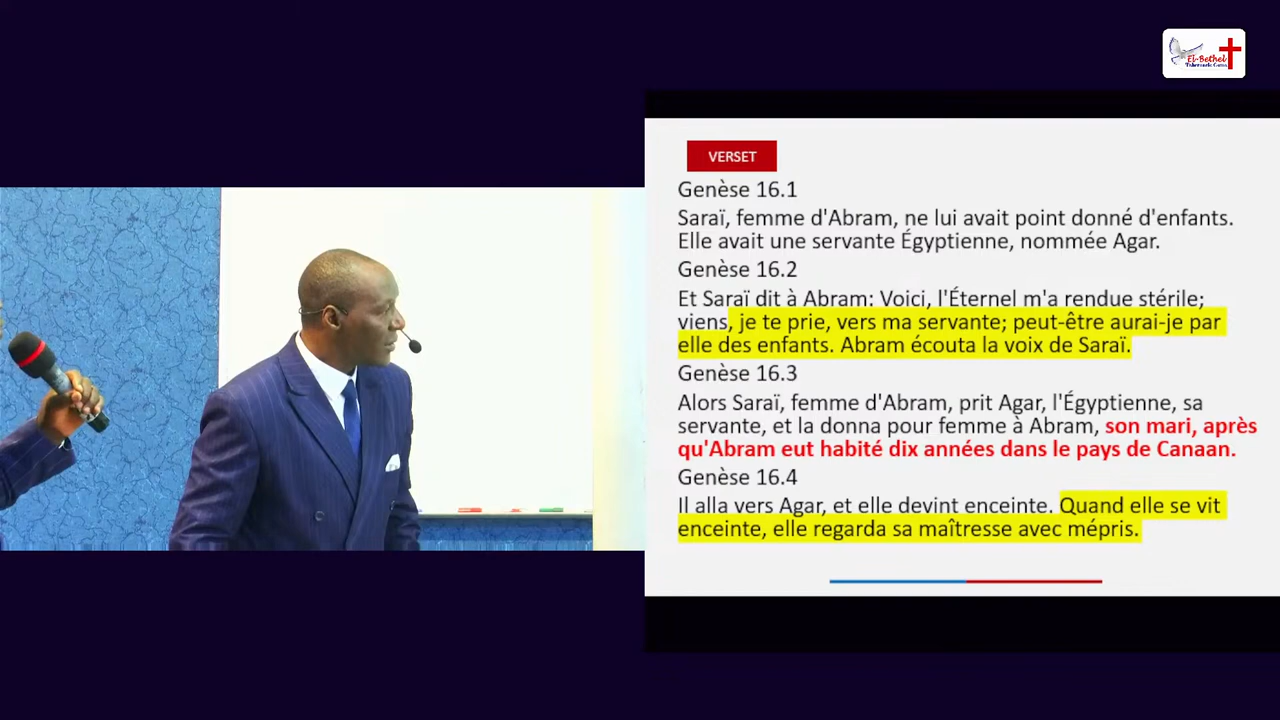 El-Bethel
VERSET
Genèse 16.1
Saraï, femme d'Abram, ne lui avait point donné d'enfants.
Elle avait une servante Égyptienne, nommée Agar.
Genèse 16.2
Et Saraï dit à Abram: Voici, l'Éternel m'a rendue stérile;
viens, je te prie, vers ma servante; peut-être aurai-je par
elle des enfants. Abram écouta la voix de Saraï.
Genèse 16.3
Alors Saraï, femme d'Abram, prit Agar, l'Égyptienne, sa
servante, et la donna pour femme à Abram, son mari, après
qu'Abram eut habité dix années dans le pays de Canaan.
Genèse 16.4
Il alla vers Agar, et elle devint enceinte. Quand elle se vit
enceinte, elle regarda sa maîtresse avec mépris.